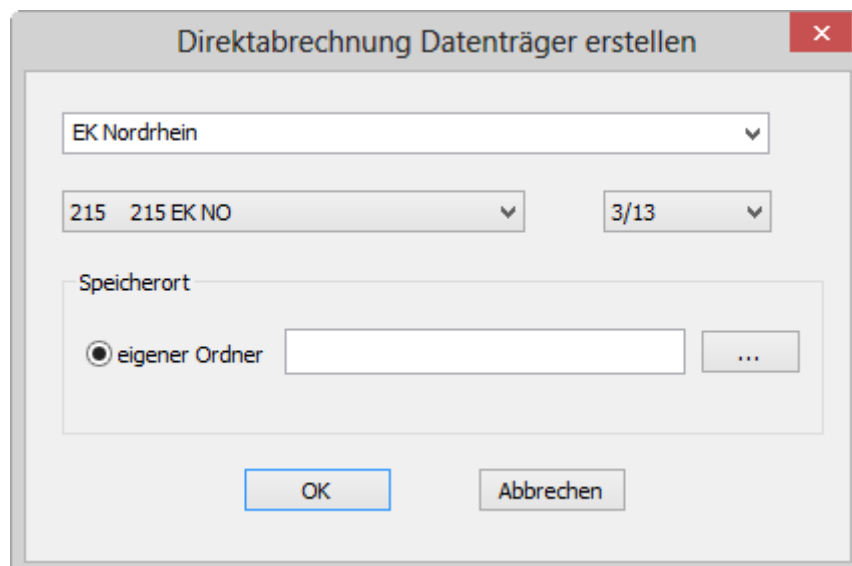 Direktabrechnung Datenträger erstellen
EK Nordrhein
215 215 EK NO 3/13
Speicherort
eigener Ordner ...
OK Abbrechen